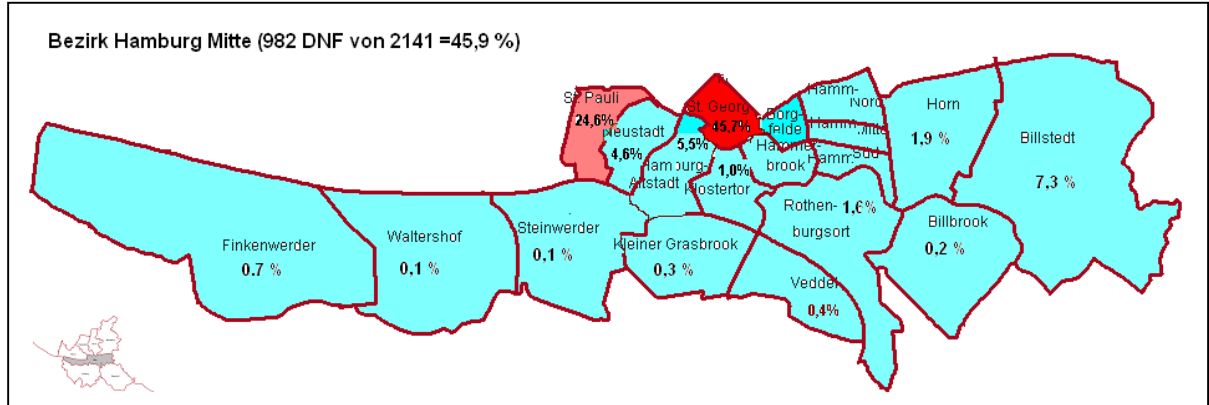 Bezirk Hamburg Mitte (982 DNF von 2141 =45,9 %)
St. Pauli
24,6%
Neustadt
4,6%
St. Georg
45,7%
5,5%
Hamburg-
Altstadt
1,0%
Klostertor
Borg-
felde
Hammer-
brook
Hamm-
Nord
Hamm-
Mitte
Hamm-
Süd
Horn
1,9 %
Billstedt
7,3 %
Rothen-
burgsort
1,6%
Billbrook
0,2 %
Veddel
0,4%
Kleiner Grasbrook
0,3 %
Steinwerder
0,1 %
Waltershof
0,1 %
Finkenwerder
0.7 %